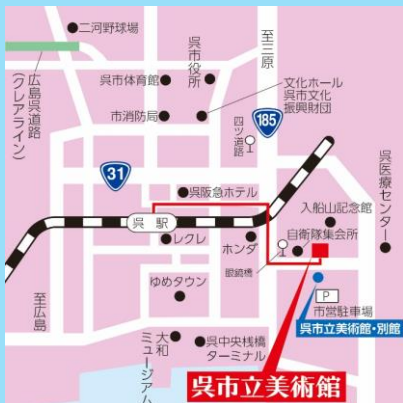 二河野球場
呉市役所
至三原
広島呉道路
(クレアライン)
呉市体育館
市消防局
文化ホール
呉市文化
振興財団
四ツ道路
185
31
呉医療センター
呉阪急ホテル
入船山記念館
呉駅
レクレ
ホンダ
自衛隊集会所
眼鏡橋
ゆめタウン
至広島
P
市営駐車場
呉市立美術館・別館
大和
ミュージアム
呉中央桟橋
ターミナル
呉市立美術館